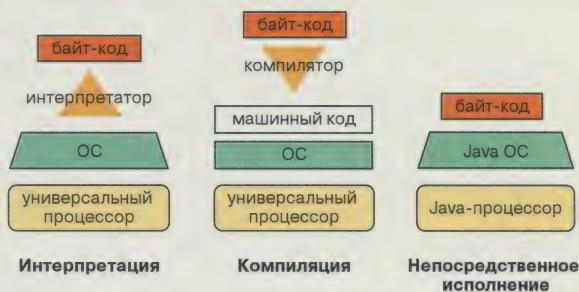 байт-код
интерпретатор
ОС
универсальный
процессор
Интерпретация
байт-код
компилятор
машинный код
ОС
универсальный
процессор
Компиляция
байт-код
Java ОС
Java-процессор
Непосредственное
исполнение